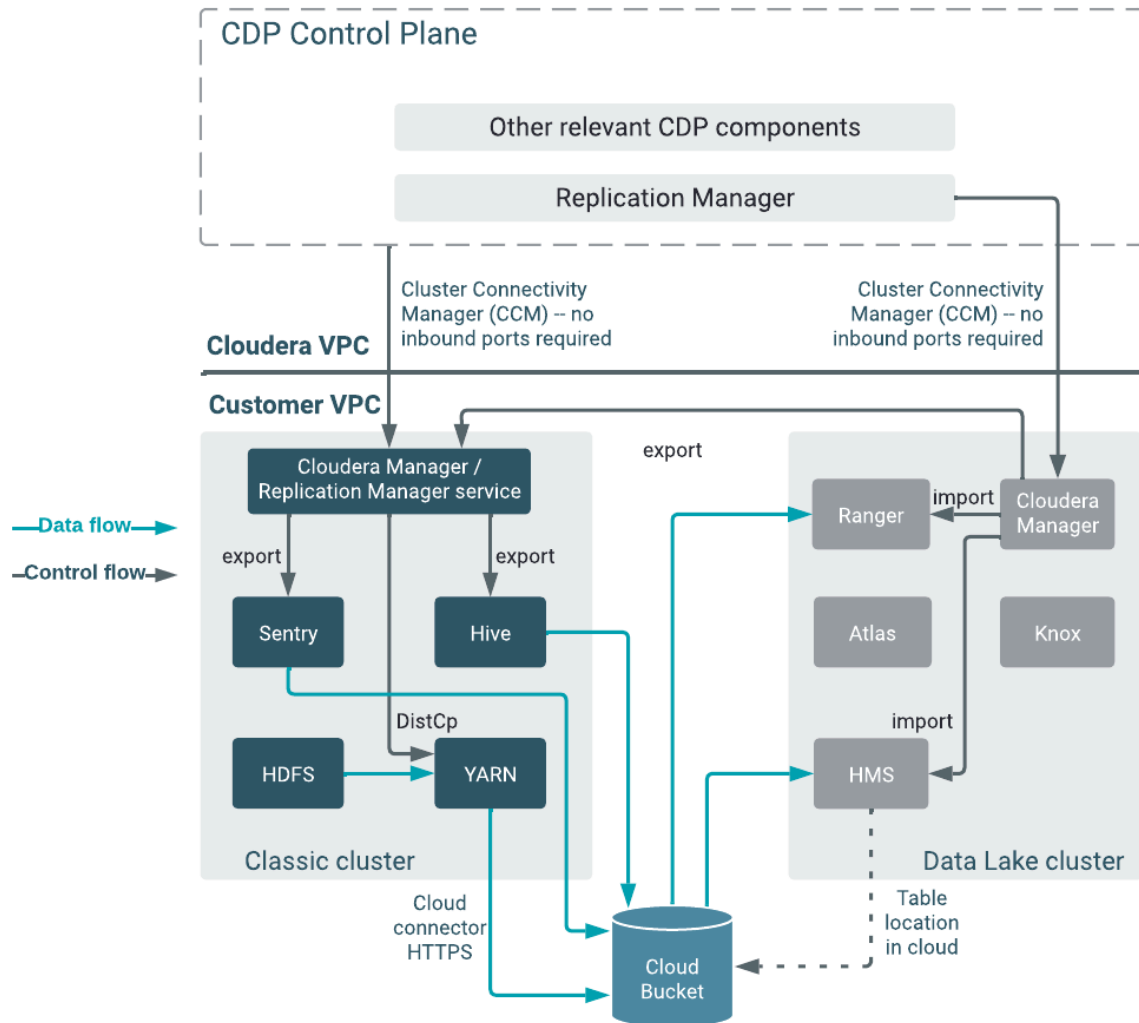 CDP Control Plane
Other relevant CDP components
Replication Manager
Cluster Connectivity
Manager (CCM) -- no
inbound ports required
Cluster Connectivity
Manager (CCM) -- no
inbound ports required
Cloudera VPC
Customer VPC
Cloudera Manager /
Replication Manager service
export
Ranger
import
Cloudera
Manager
Data flow
Control flow
export
export
Sentry
Hive
Atlas
Knox
DistCp
import
HDFS
YARN
HMS
Classic cluster
Data Lake cluster
Cloud
connector
HTTPS
Table
location
in cloud
Cloud
Bucket